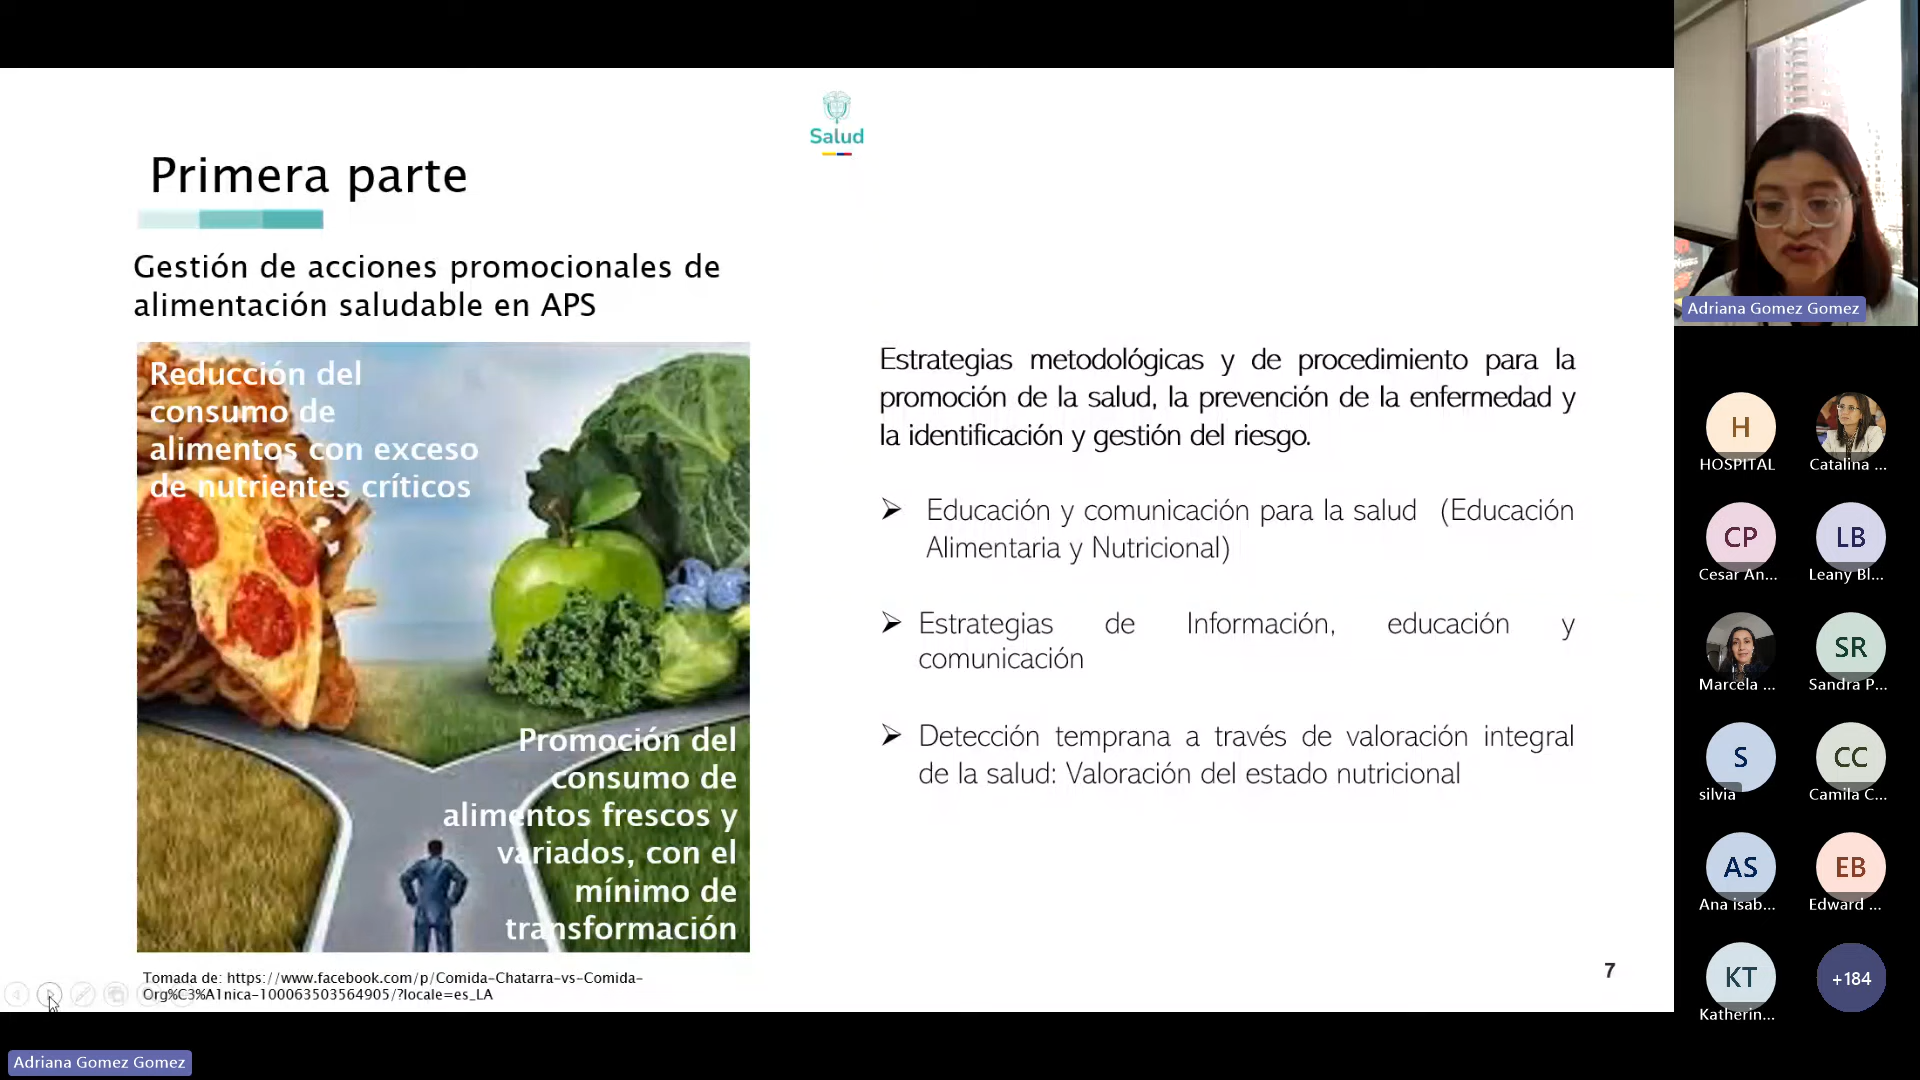 Salud
Primera parte
Gestión de acciones promocionales de
alimentación saludable en APS
Reducción del
consumo de
alimentos con exceso
de nutrientes críticos
Promoción del
consumo de
alimentos frescos y
variados, con el
mínimo de
transformación
Tomada de: https://www.facebook.com/p/Comida-Chatarra-vs-Comida-
Org%C3%A1nica-100063503564905/?locale=es_LA
Estrategias metodológicas y de procedimiento para la
promoción de la salud, la prevención de la enfermedad y
la identificación y gestión del riesgo.
➢ Educación y comunicación para la salud (Educación
Alimentaria y Nutricional)
➢ Estrategias de Información, educación y
comunicación
➢ Detección temprana a través de valoración integral
de la salud: Valoración del estado nutricional
7
Adriana Gomez Gomez
Adriana Gomez Gomez
H
HOSPITAL
Catalina ...
CP
Cesar An...
LB
Leany Bl...
Marcela ...
SR
Sandra P...
S
silvia
CC
Camila C...
AS
Ana isab...
EB
Edward ...
KT
Katherin...
+184